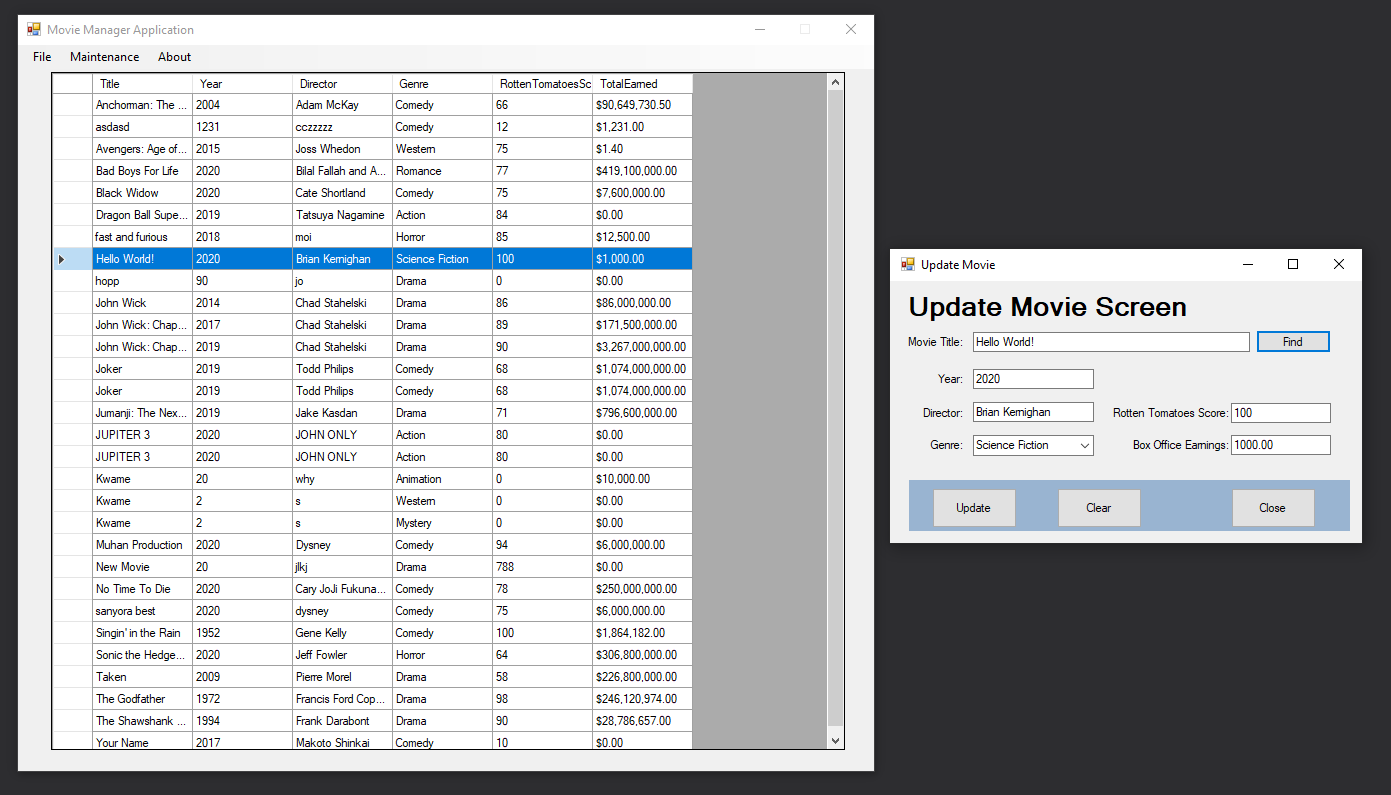 Movie Manager Application
File Maintenance About
Title Year Director Genre RottenTomatoesSc TotalEarned
Anchoman: The ... 2004 Adam McKay Comedy 66 $90,649,730.50
asdasd 1231 cczzzzz Comedy 12 $1,231.00
Avengers: Age of... 2015 Joss Whedon Western 75 $1.40
Bad Boys For Life 2020 Bilal Fallah and A... Romance 77 $419,100,000.00
Black Widow 2020 Cate Shortland Comedy 75 $7,600,000.00
Dragon Ball Supe... 2019 Tatsuya Nagamine Action 84 $0.00
fast and furious 2018 moi Horror 85 $12,500.00
Hello World! 2020 Brian Kernighan Science Fiction 100 $1,000.00
hopp 90 jo Drama 0 $0.00
John Wick 2014 Chad Stahelski Drama 86 $86,000,000.00
John Wick: Chap... 2017 Chad Stahelski Drama 89 $171,500,000.00
John Wick: Chap... 2019 Chad Stahelski Drama 90 $3,267,000,000.00
Joker 2019 Todd Philips Comedy 68 $1,074,000,000.00
Joker 2019 Todd Philips Comedy 68 $1,074,000,000.00
Jumanji: The Nex... 2019 Jake Kasdan Drama 71 $796,600,000.00
JUPITER 3 2020 JOHN ONLY Action 80 $0.00
JUPITER 3 2020 JOHN ONLY Action 80 $0.00
Kwame 20 why Animation 0 $10,000.00
Kwame 2 s Western 0 $0.00
Kwame 2 s Mystery 0 $0.00
Muhan Production 2020 Dysney Comedy 94 $6,000,000.00
New Movie 20 jlkj Drama 788 $0.00
No Time To Die 2020 Cary JoJi Fukuna... Comedy 78 $250,000,000.00
sanyora best 2020 dysney Comedy 75 $6,000,000.00
Singin' in the Rain 1952 Gene Kelly Comedy 100 $1,864,182.00
Sonic the Hedge... 2020 Jeff Fowler Horror 64 $306,800,000.00
Taken 2009 Pierre Morel Drama 58 $226,800,000.00
The Godfather 1972 Francis Ford Cop... Drama 98 $246,120,974.00
The Shawshank ... 1994 Frank Darabont Drama 90 $28,786,657.00
Your Name 2017 Makoto Shinkai Comedy 10 $0.00
Update Movie
Update Movie Screen
Movie Title: Hello World! Find
Year: 2020
Director: Brian Kernighan Rotten Tomatoes Score: 100
Genre: Science Fiction Box Office Earnings: 1000.00
Update Clear Close